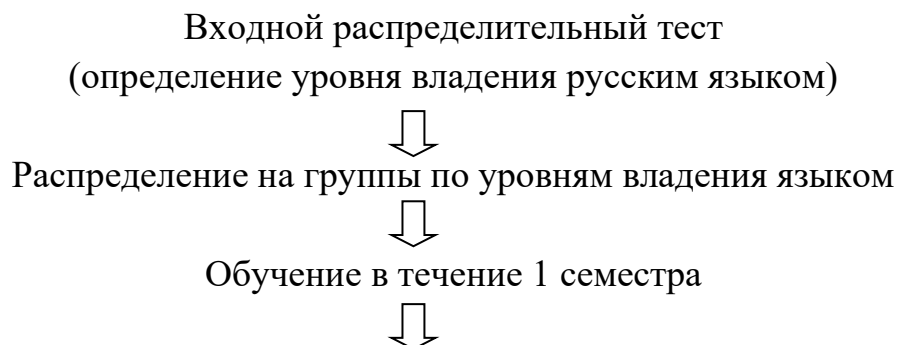 Входной распределительный тест
(определение уровня владения русским языком)
Распределение на группы по уровням владения языком
Обучение в течение 1 семестра